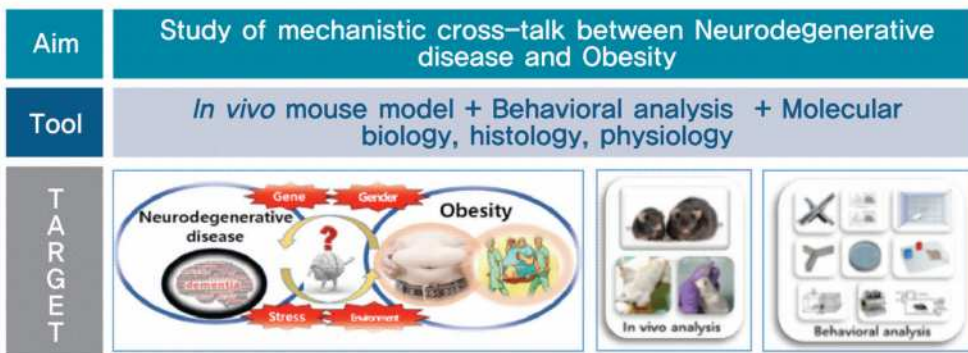 Aim
Study of mechanistic cross-talk between Neurodegenerative
disease and Obesity
Tool
In vivo mouse model + Behavioral analysis + Molecular
biology, histology, physiology
TARGET
Gene
Gender
Neurodegenerative
disease
Obesity
?
dementia
Stress
Environment
In vivo analysis
Behavioral analysis